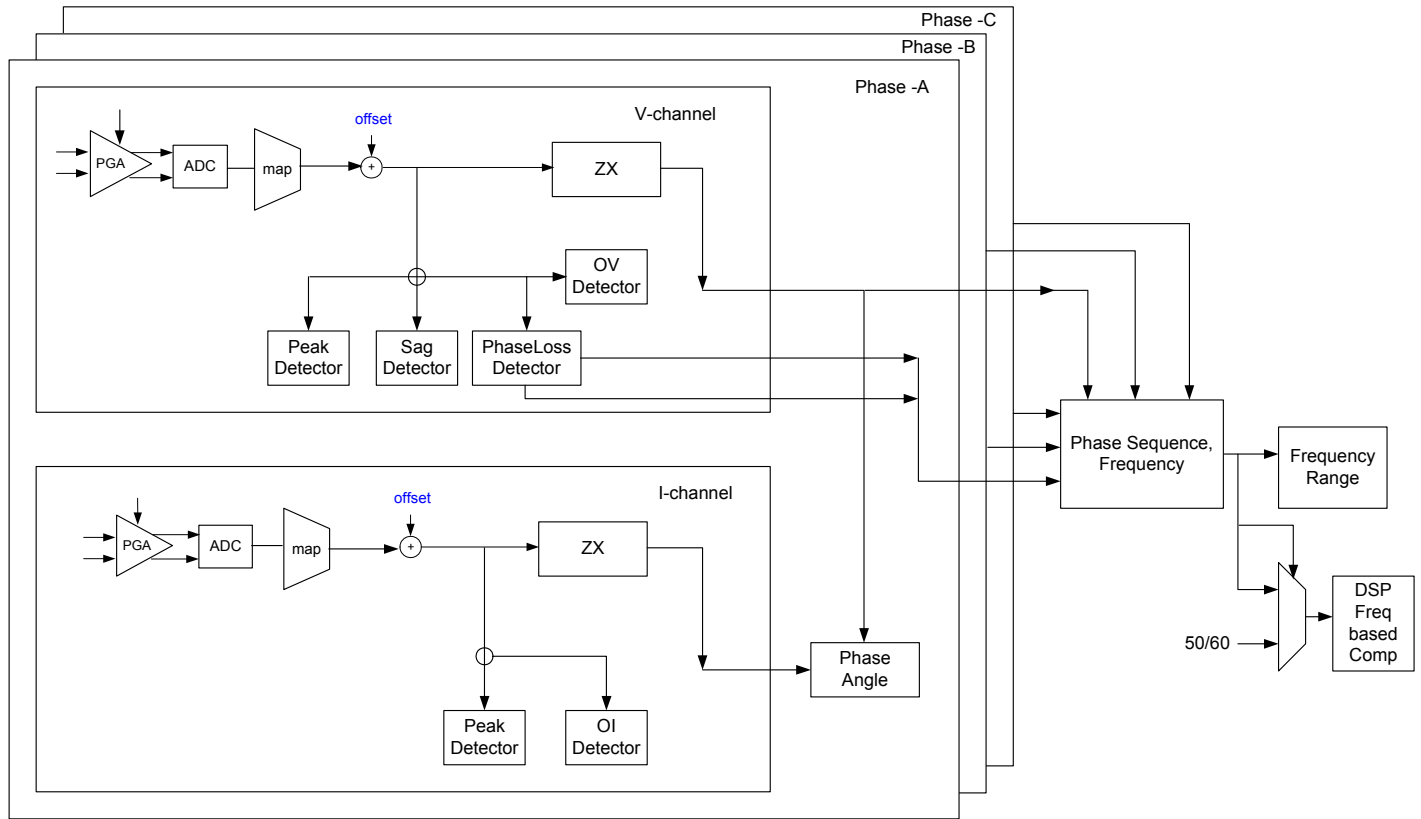 Phase -C
Phase -B
Phase -A
V-channel
offset
PGA
ADC
map
+
ZX
OV
Detector
Peak
Detector
Sag
Detector
PhaseLoss
Detector
Phase Sequence,
Frequency
Frequency
Range
I-channel
offset
PGA
ADC
map
+
ZX
50/60
DSP
Freq
based
Comp
Phase
Angle
Peak
Detector
OI
Detector